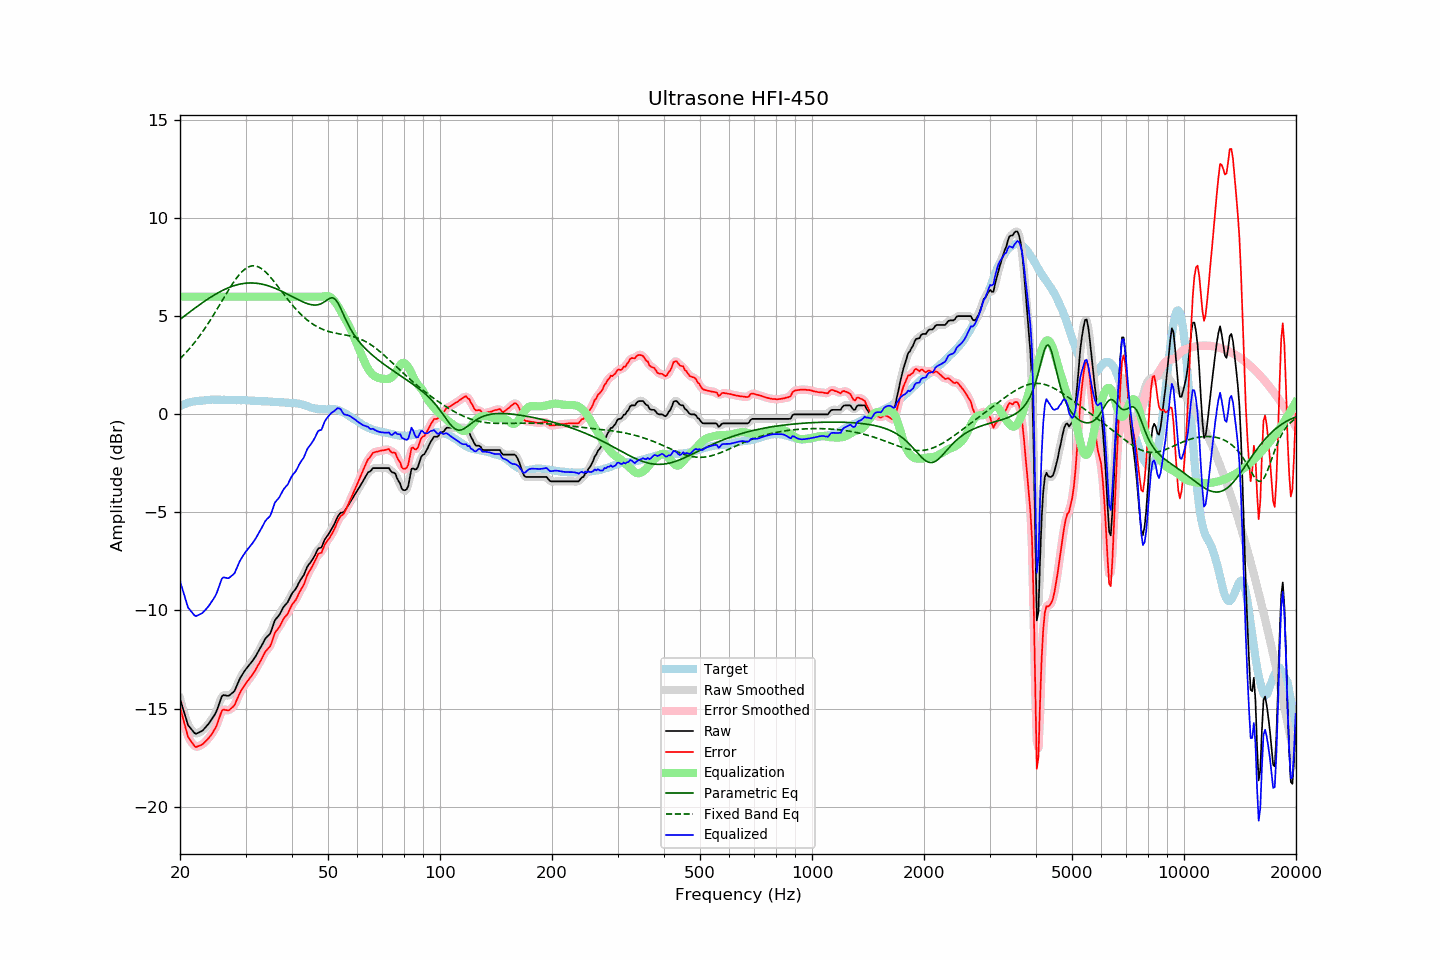 Ultrasone HFI-450
15
10
5
0
−5
−10
−15
−20
Amplitude (dBr)
20
50
100
200
500
1000
2000
5000
10000
20000
Frequency (Hz)
Target
Raw Smoothed
Error Smoothed
Raw
Error
Equalization
Parametric Eq
Fixed Band Eq
Equalized